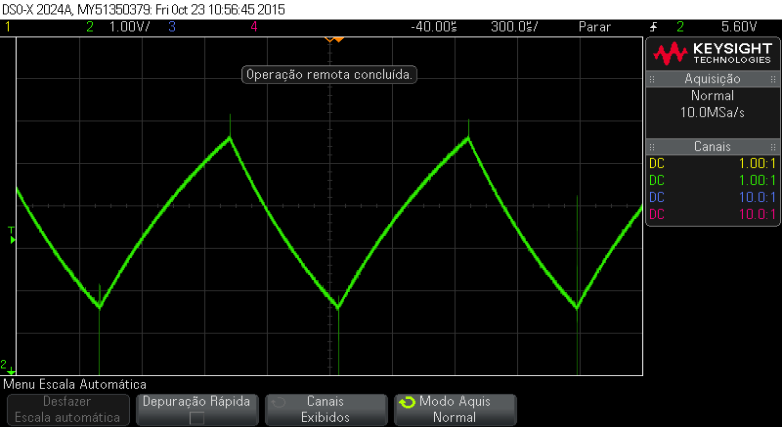 DSO-X 2024A, MY51350379: Fri Oct 23 10:56:45 2015
1 2 1.00V/ 3 4 -40.00s 300.0s/ Parar 2 5.60V
Operação remota concluída.
KEYSIGHT
TECHNOLOGIES
Aquisição
Normal
10.0MSa/s
Canais
DC 1.00:1
DC 1.00:1
DC 10.0:1
DC 10.0:1
T
2
Menu Escala Automática
Desfazer
Escala automática
Depuração Rápida
Canais
Exibidos
Modo Aquis
Normal